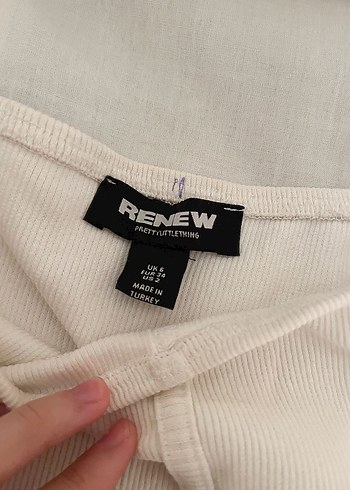 RENEW
PRETTYLITTLETHING
UK 6
EUR 34
US 2
MADE IN
TURKEY